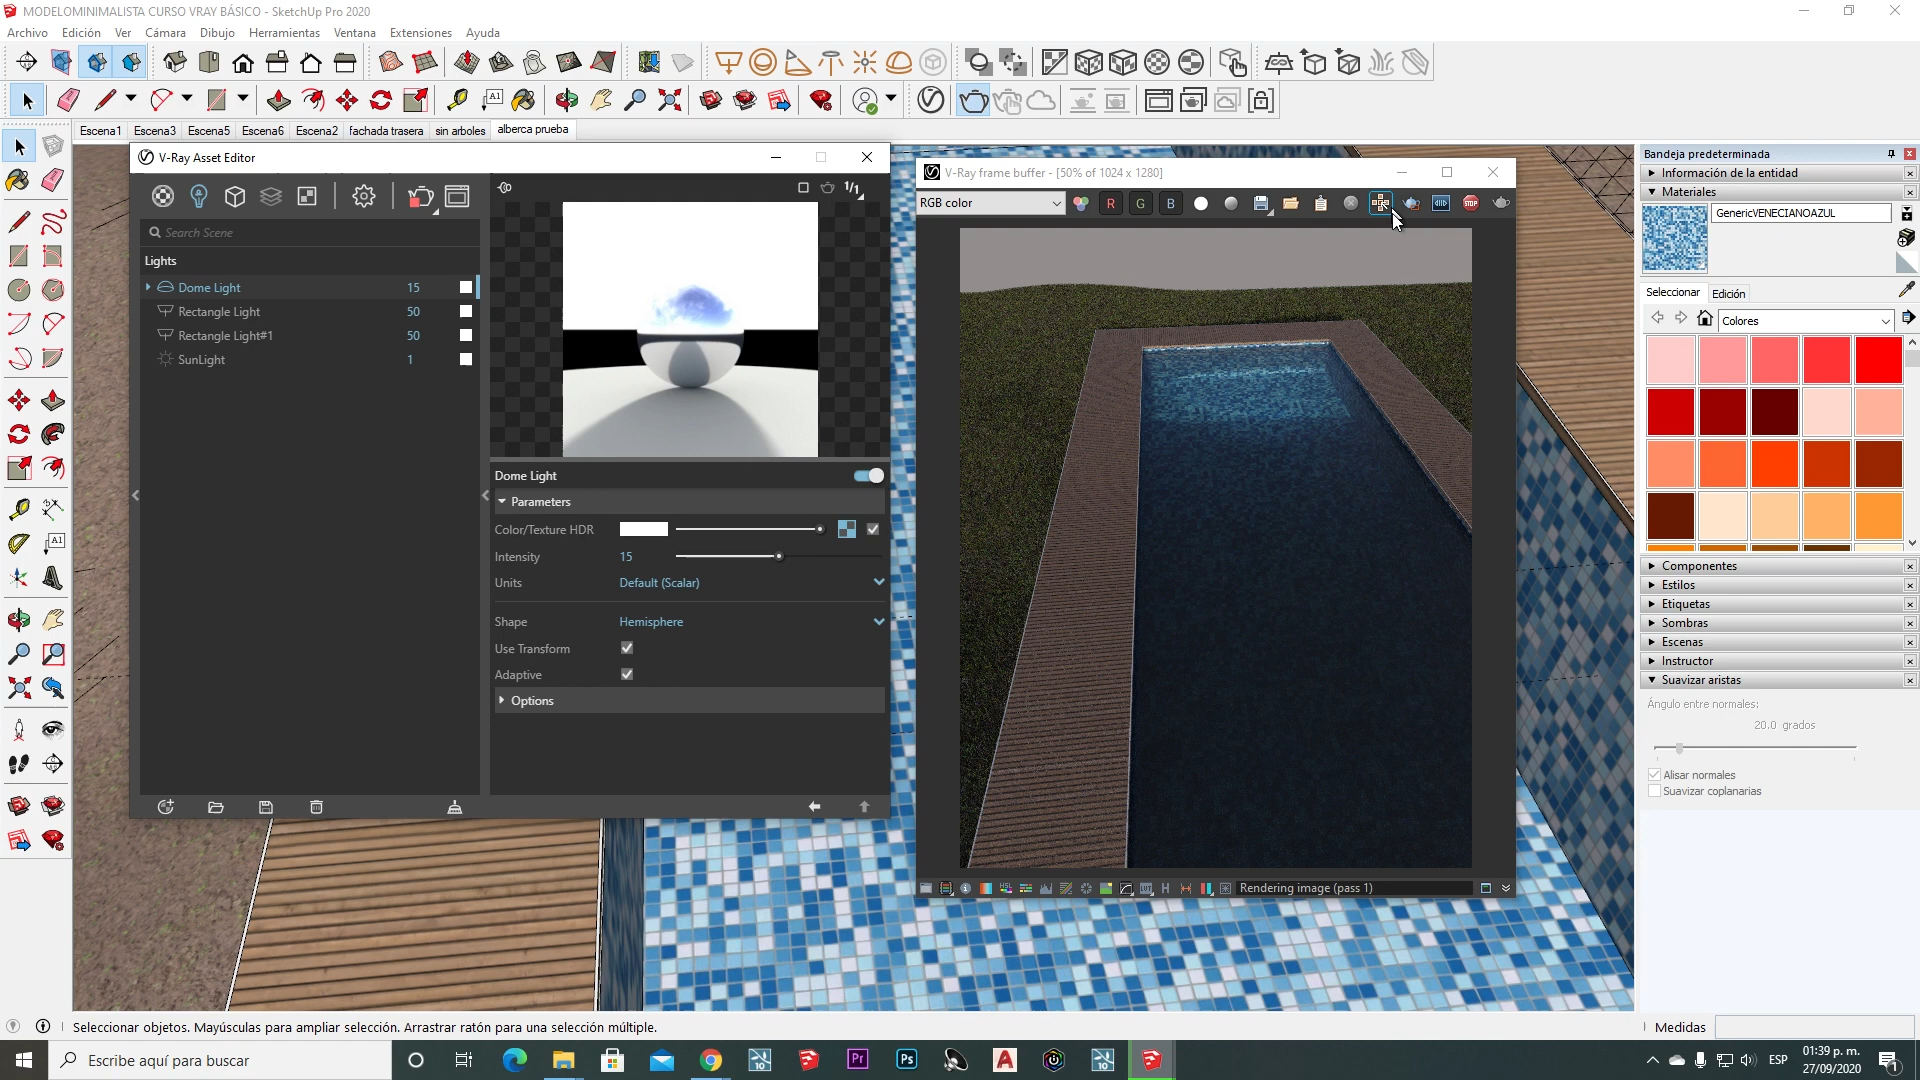 MODELOMINIMALISTA CURSO VRAY BÁSICO - SketchUp Pro 2020
Archivo Edición Ver Cámara Dibujo Herramientas Ventana Extensiones Ayuda
Escena1 Escena3 Escena5 Escena6 Escena2 fachada trasera sin arboles alberca prueba
V-Ray Asset Editor
1/1
Search Scene
Lights
Dome Light 15
Rectangle Light 50
Rectangle Light#1 50
SunLight 1
Dome Light
Parameters
Color/Texture HDR
Intensity 15
Units Default (Scalar)
Shape Hemisphere
Use Transform
Adaptive
Options
V-Ray frame buffer - [50% of 1024 x 1280]
RGB color R G B STOP
Rendering image (pass 1)
Bandeja predeterminada
Información de la entidad
Materiales
GenericVENECIANOAZUL
Seleccionar Edición
Colores
Componentes
Estilos
Etiquetas
Sombras
Escenas
Instructor
Suavizar aristas
Ángulo entre normales:
20.0 grados
Alisar normales
Suavizar coplanarias
Seleccionar objetos. Mayúsculas para ampliar selección. Arrastrar ratón para una selección múltiple.
Medidas
Escribe aquí para buscar
ESP
01:39 p. m.
27/09/2020